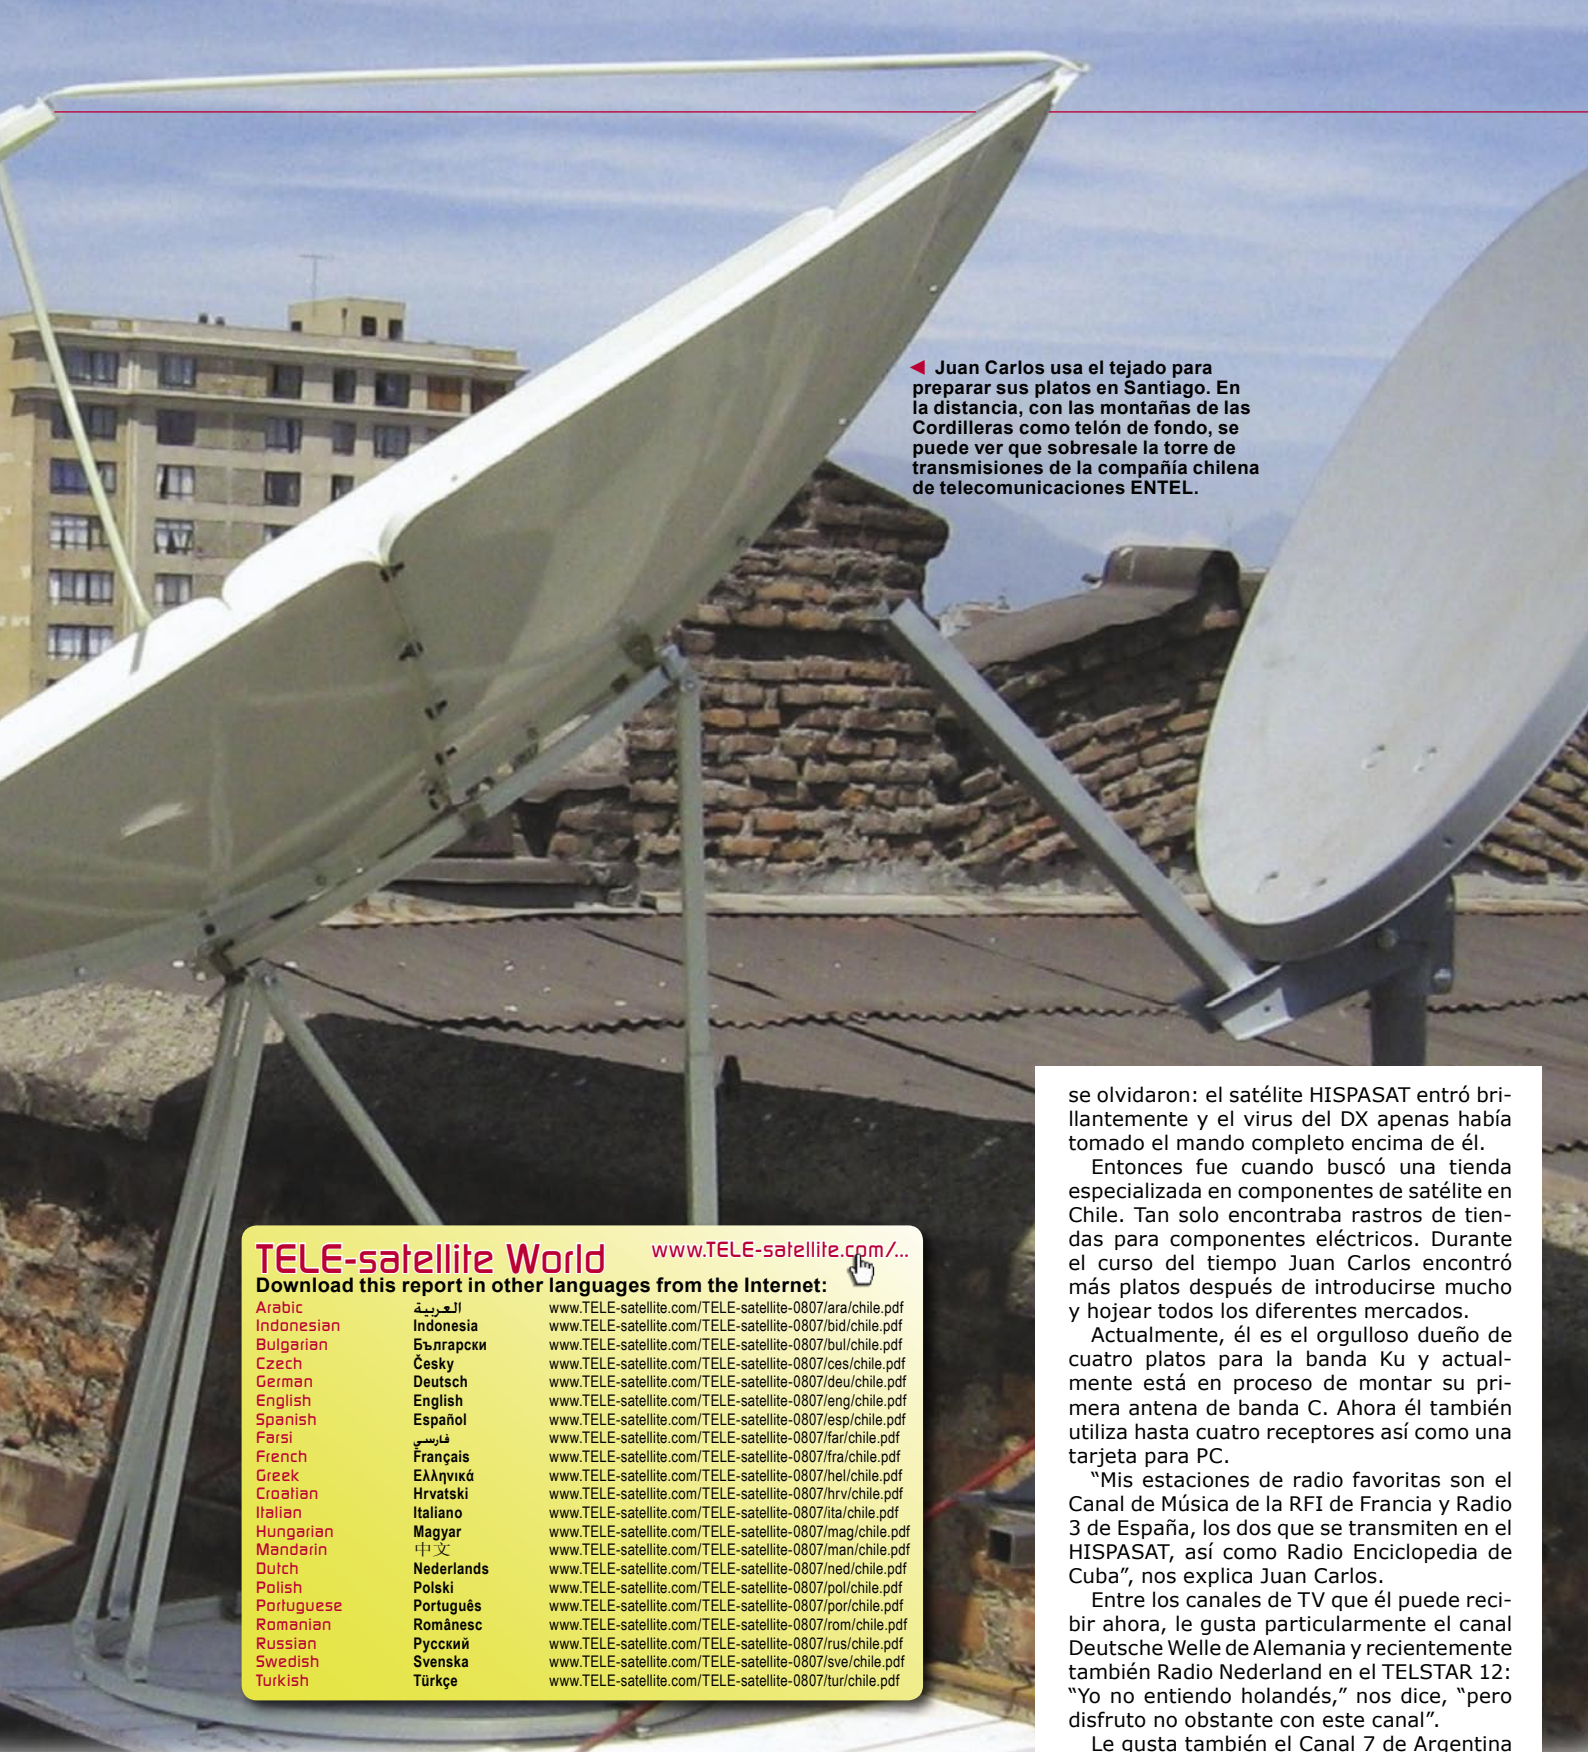 ◄ Juan Carlos usa el tejado para
preparar sus platos en Santiago. En
la distancia, con las montañas de las
Cordilleras como telón de fondo, se
puede ver que sobresale la torre de
transmisiones de la compañía chilena
de telecomunicaciones ENTEL.
TELE-satellite World www.TELE-satellite.com/...
Download this report in other languages from the Internet:
Arabic العربية www.TELE-satellite.com/TELE-satellite-0807/ara/chile.pdf
Indonesian Indonesia www.TELE-satellite.com/TELE-satellite-0807/bid/chile.pdf
Bulgarian Български www.TELE-satellite.com/TELE-satellite-0807/bul/chile.pdf
Czech Česky www.TELE-satellite.com/TELE-satellite-0807/ces/chile.pdf
German Deutsch www.TELE-satellite.com/TELE-satellite-0807/deu/chile.pdf
English English www.TELE-satellite.com/TELE-satellite-0807/eng/chile.pdf
Spanish Español www.TELE-satellite.com/TELE-satellite-0807/esp/chile.pdf
Farsi فارسي www.TELE-satellite.com/TELE-satellite-0807/far/chile.pdf
French Français www.TELE-satellite.com/TELE-satellite-0807/fra/chile.pdf
Greek Ελληνικά www.TELE-satellite.com/TELE-satellite-0807/hel/chile.pdf
Croatian Hrvatski www.TELE-satellite.com/TELE-satellite-0807/hrv/chile.pdf
Italian Italiano www.TELE-satellite.com/TELE-satellite-0807/ita/chile.pdf
Hungarian Magyar www.TELE-satellite.com/TELE-satellite-0807/mag/chile.pdf
Mandarin 中文 www.TELE-satellite.com/TELE-satellite-0807/man/chile.pdf
Dutch Nederlands www.TELE-satellite.com/TELE-satellite-0807/ned/chile.pdf
Polish Polski www.TELE-satellite.com/TELE-satellite-0807/pol/chile.pdf
Portuguese Português www.TELE-satellite.com/TELE-satellite-0807/por/chile.pdf
Romanian Românesc www.TELE-satellite.com/TELE-satellite-0807/rom/chile.pdf
Russian Русский www.TELE-satellite.com/TELE-satellite-0807/rus/chile.pdf
Swedish Svenska www.TELE-satellite.com/TELE-satellite-0807/sve/chile.pdf
Turkish Türkçe www.TELE-satellite.com/TELE-satellite-0807/tur/chile.pdf
se olvidaron: el satélite HISPASAT entró bri-
llantemente y el virus del DX apenas había
tomado el mando completo encima de él.
Entonces fue cuando buscó una tienda
especializada en componentes de satélite en
Chile. Tan solo encontraba rastros de tien-
das para componentes eléctricos. Durante
el curso del tiempo Juan Carlos encontró
más platos después de introducirse mucho
y hojear todos los diferentes mercados.
Actualmente, él es el orgulloso dueño de
cuatro platos para la banda Ku y actual-
mente está en proceso de montar su pri-
mera antena de banda C. Ahora él también
utiliza hasta cuatro receptores así como una
tarjeta para PC.
“Mis estaciones de radio favoritas son el
Canal de Música de la RFI de Francia y Radio
3 de España, los dos que se transmiten en el
HISPASAT, así como Radio Enciclopedia de
Cuba”, nos explica Juan Carlos.
Entre los canales de TV que él puede reci-
bir ahora, le gusta particularmente el canal
Deutsche Welle de Alemania y recientemente
también Radio Nederland en el TELSTAR 12:
“Yo no entiendo holandés,” nos dice, “pero
disfruto no obstante con este canal”.
Le gusta también el Canal 7 de Argentina